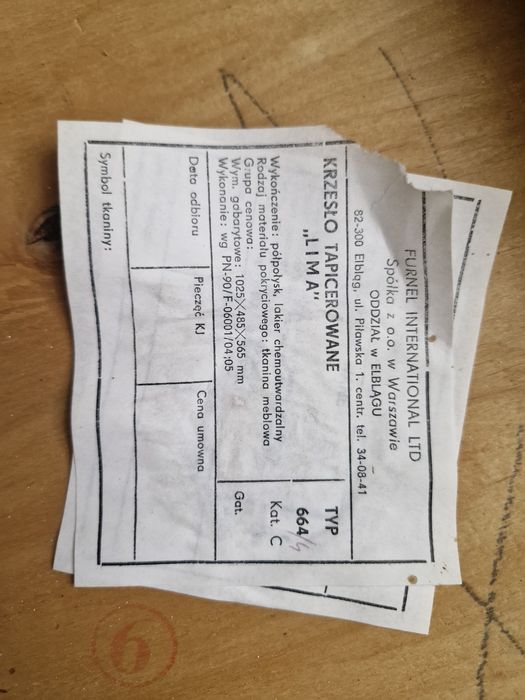 FURNEL INTERNATIONAL LTD
Spółka z o.o. w Warszawie
ODDZIAŁ w ELBLĄGU
82-300 Elbląg, ul. Piławska 1. centr. tel. 34-08-41
KRZESŁO TAPICEROWANE
„LIMA”
TYP
664/4
Wykończenie: półpołysk, lakier chemoutwardzalny
Rodzaj materiału pokryciowego: tkanina meblowa
Grupa cenowa:
Wym. gabarytowe: 1025×485×565 mm
Wykonanie: wg PN-90/F-06001/04;05
Kat. C
Gat.
Data odbioru
Pieczęć KJ
Cena umowna
Symbol tkaniny:
6